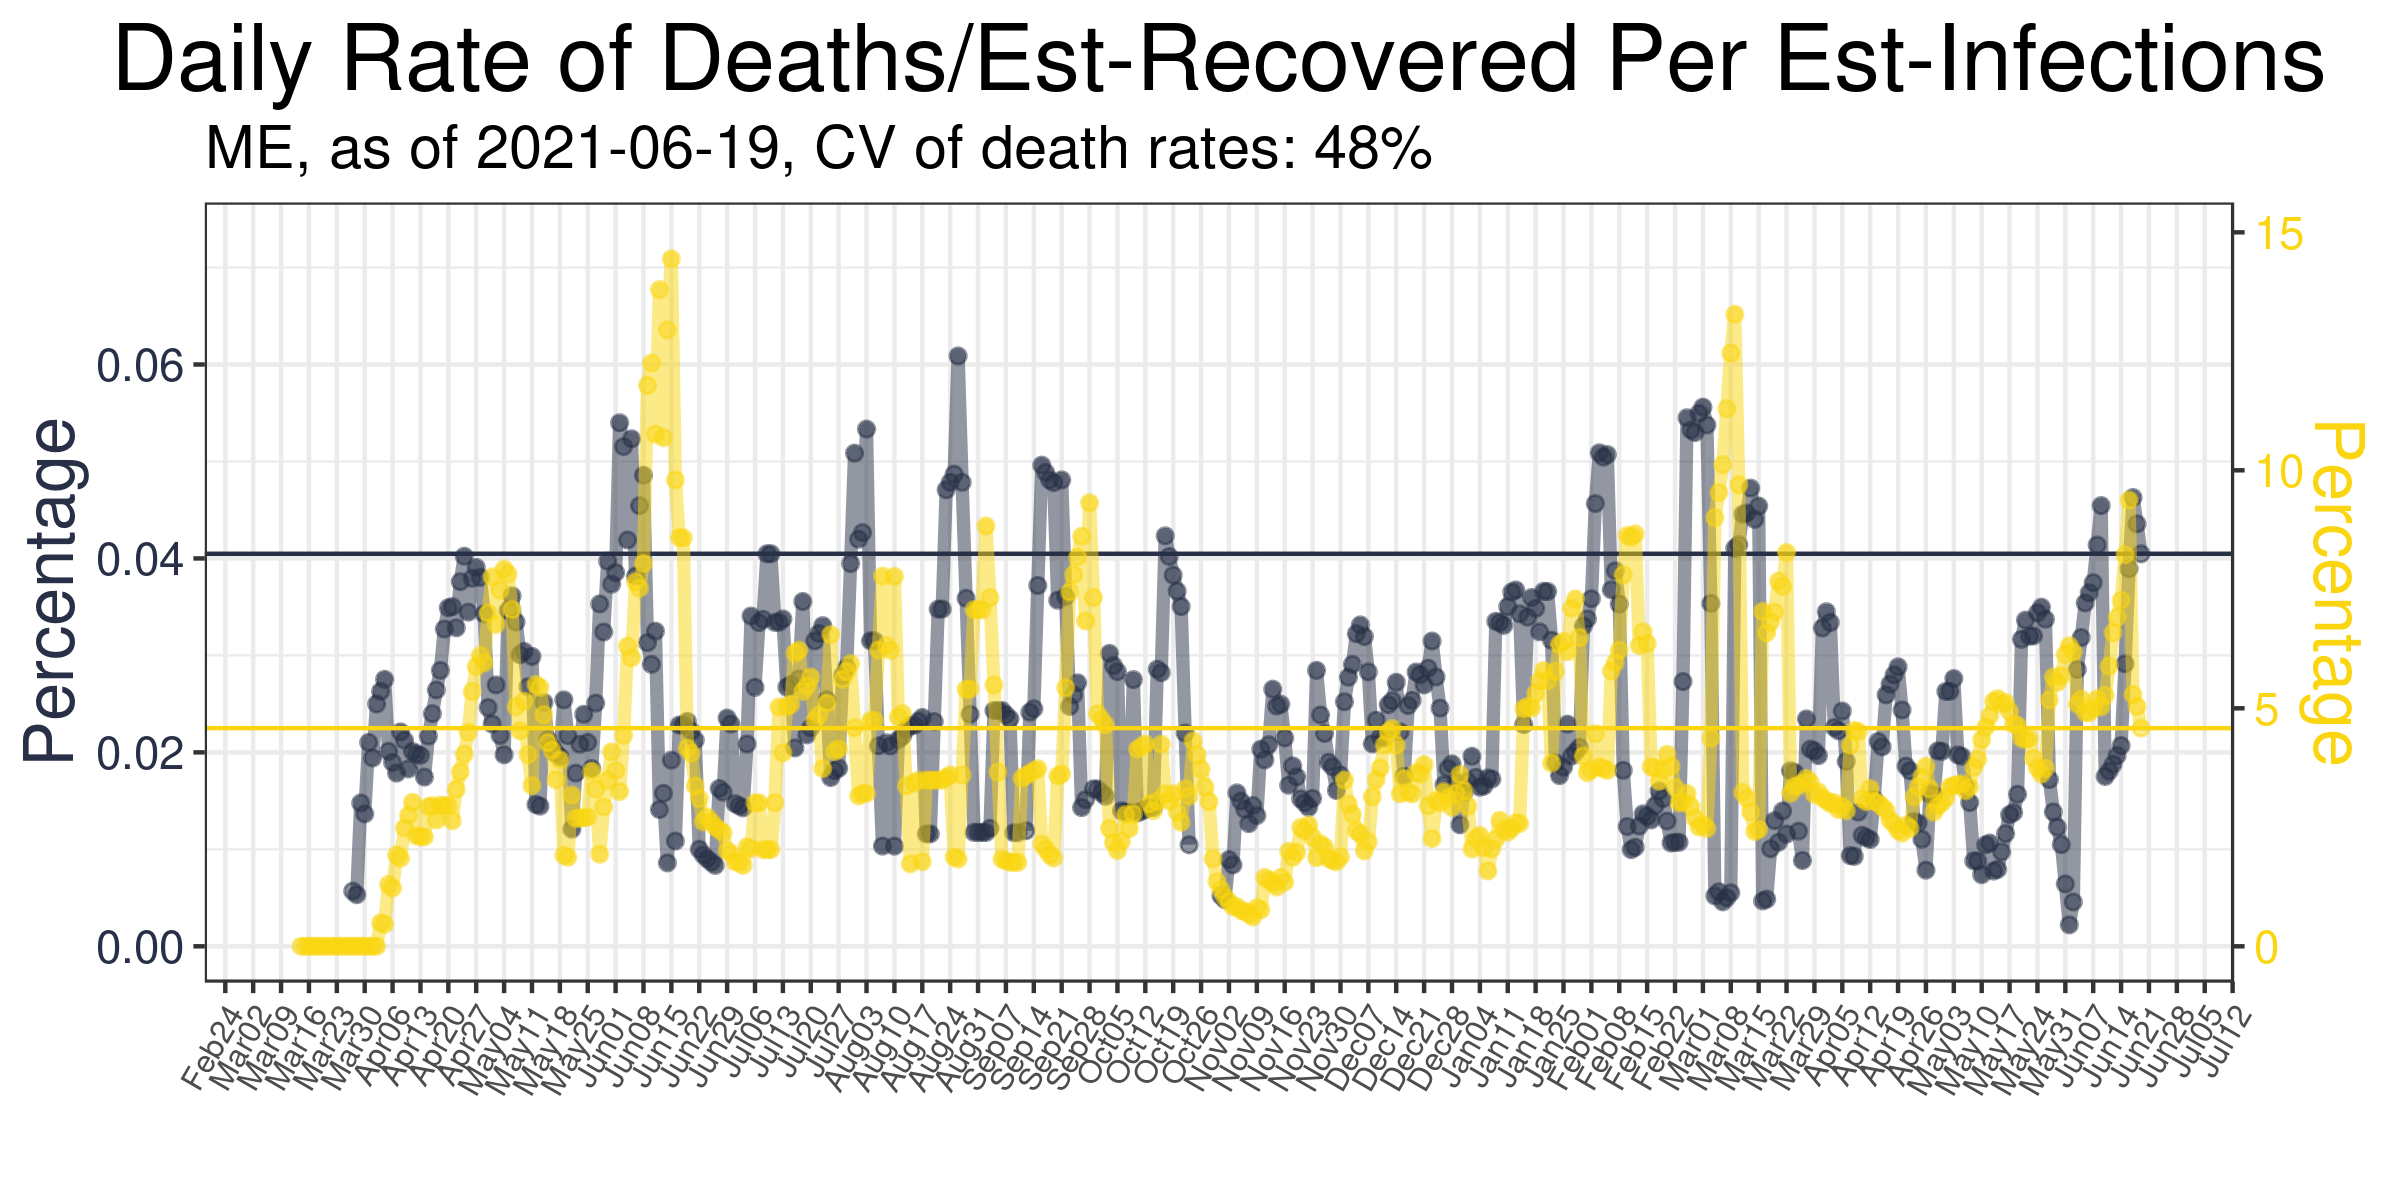 Daily Rate of Deaths/Est-Recovered Per Est-Infections
ME, as of 2021-06-19, CV of death rates: 48%
Percentage
0.06
0.04
0.02
0.00
15
10
5
0
Percentage
Feb24
Mar02
Mar09
Mar16
Mar23
Mar30
Apr06
Apr13
Apr20
Apr27
May04
May11
May18
May25
Jun01
Jun08
Jun15
Jun22
Jun29
Jul06
Jul13
Jul20
Jul27
Aug03
Aug10
Aug17
Aug24
Aug31
Sep07
Sep14
Sep21
Sep28
Oct05
Oct12
Oct19
Oct26
Nov02
Nov09
Nov16
Nov23
Nov30
Dec07
Dec14
Dec21
Dec28
Jan04
Jan11
Jan18
Jan25
Feb01
Feb08
Feb15
Feb22
Mar01
Mar08
Mar15
Mar22
Mar29
Apr05
Apr12
Apr19
Apr26
May03
May10
May17
May24
May31
Jun07
Jun14
Jun21
Jun28
Jul05
Jul12